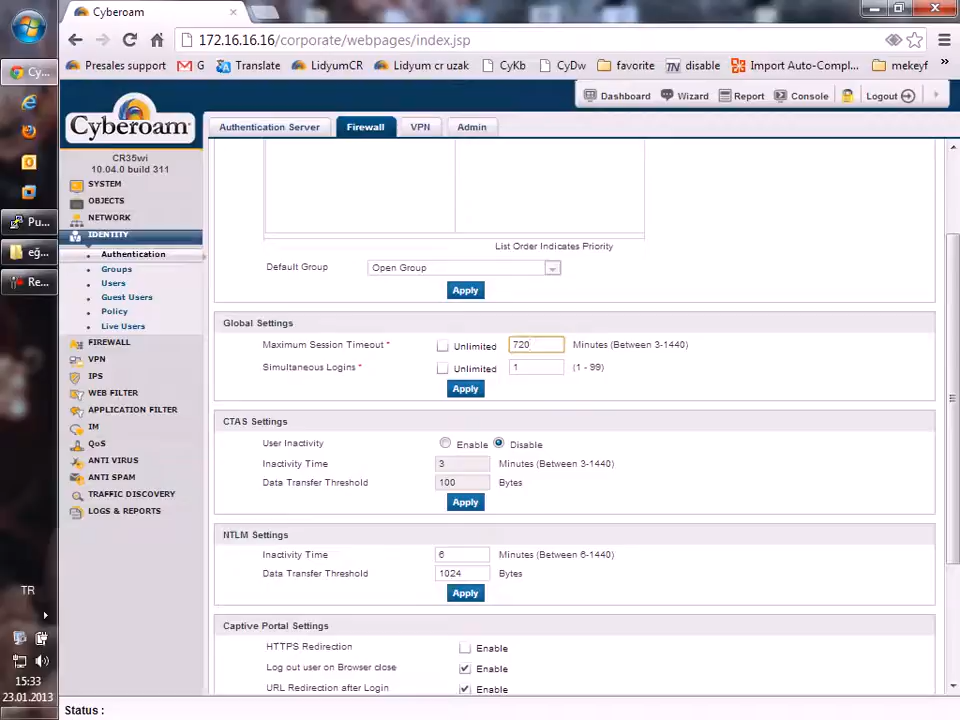 Cyberoam
172.16.16.16/corporate/webpages/index.jsp
Presales support
G
Translate
LidyumCR
Lidyum cr uzak
CyKb
CyDw
favorite
disable
Import Auto-Compl...
mekeyf
»
Cy...
Pu...
eğ...
Re...
TR
15:33
23.01.2013
Cyberoam
CR35wi
10.04.0 build 311
Dashboard
Wizard
Report
Console
Logout
Authentication Server
Firewall
VPN
Admin
SYSTEM
OBJECTS
NETWORK
IDENTITY
Authentication
Groups
Users
Guest Users
Policy
Live Users
FIREWALL
VPN
IPS
WEB FILTER
APPLICATION FILTER
IM
QoS
ANTI VIRUS
ANTI SPAM
TRAFFIC DISCOVERY
LOGS & REPORTS
List Order Indicates Priority
Default Group Open Group
Apply
Global Settings
Maximum Session Timeout * Unlimited 720 Minutes (Between 3-1440)
Simultaneous Logins * Unlimited 1 (1 - 99)
Apply
CTAS Settings
User Inactivity Enable Disable
Inactivity Time 3 Minutes (Between 3-1440)
Data Transfer Threshold 100 Bytes
Apply
NTLM Settings
Inactivity Time 6 Minutes (Between 6-1440)
Data Transfer Threshold 1024 Bytes
Apply
Captive Portal Settings
HTTPS Redirection Enable
Log out user on Browser close Enable
URL Redirection after Login Enable
Status :